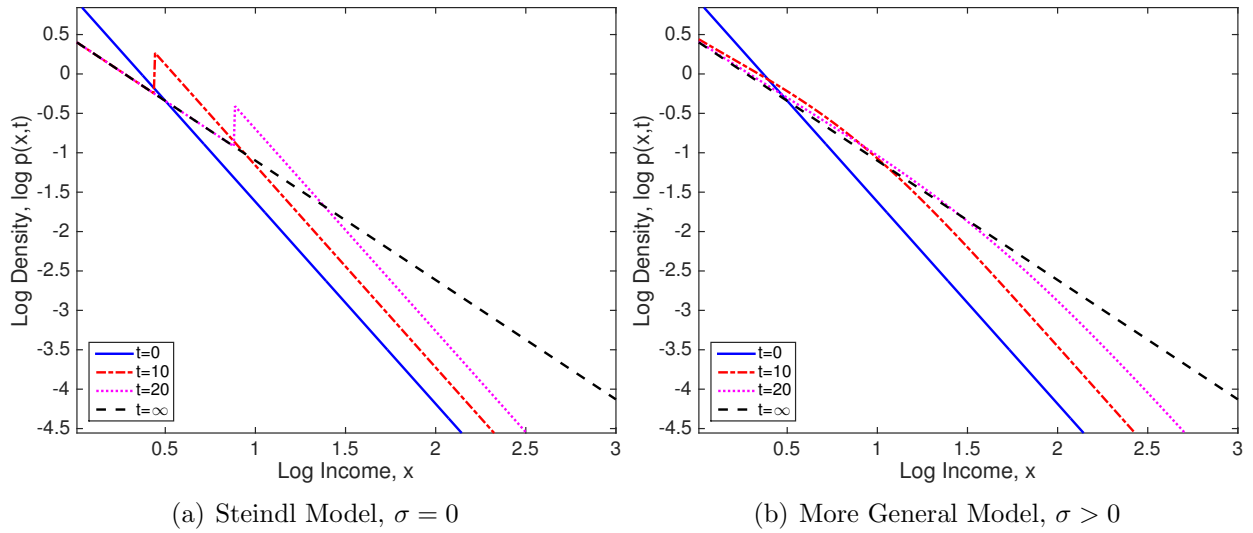 0.5
0
-0.5
-1
-1.5
-2
-2.5
-3
-3.5
-4
-4.5
Log Density, log p(x,t)
t=0
t=10
t=20
t=∞
0.5 1 1.5 2 2.5 3
Log Income, x
(a) Steindl Model, σ = 0
0.5
0
-0.5
-1
-1.5
-2
-2.5
-3
-3.5
-4
-4.5
Log Density, log p(x,t)
t=0
t=10
t=20
t=∞
0.5 1 1.5 2 2.5 3
Log Income, x
(b) More General Model, σ > 0